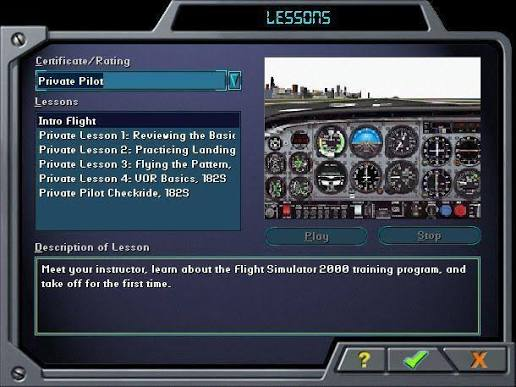 LESSONS
Certificate/Rating
Private Pilot
Lessons
Intro Flight
Private Lesson 1: Reviewing the Basic
Private Lesson 2: Practicing Landing
Private Lesson 3: Flying the Pattern,
Private Lesson 4: VOR Basics, 182S
Private Pilot Checkride, 182S
Play
Stop
Description of Lesson
Meet your instructor, learn about the Flight Simulator 2000 training program, and
take off for the first time.
?